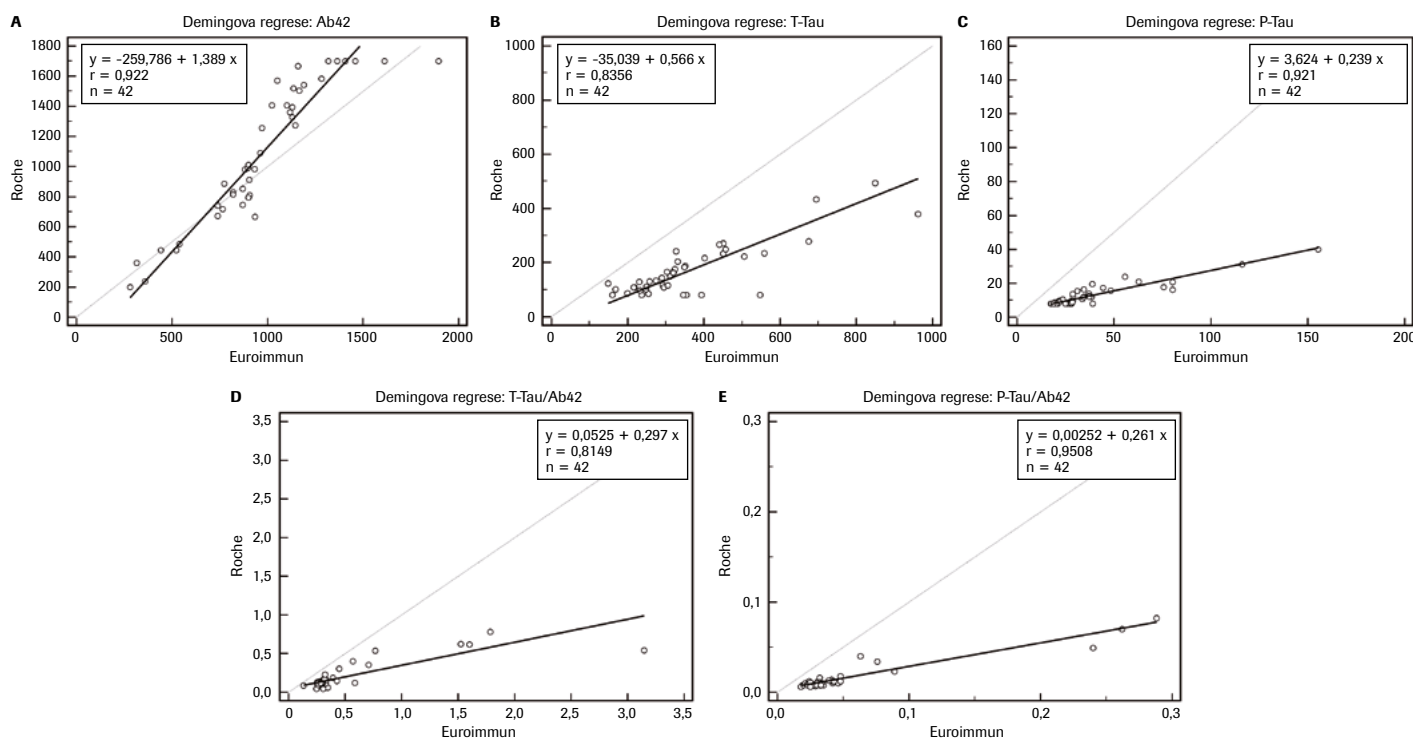 A
Demingova regrese: Ab42
y = -259,786 + 1,389 x
r = 0,922
n = 42
1800
1600
1400
1200
1000
800
600
400
200
0
Roche
0
500
1000
1500
2000
Euroimmun
B
Demingova regrese: T-Tau
y = -35,039 + 0,566 x
r = 0,8356
n = 42
1000
800
600
400
200
0
Roche
0
200
400
600
800
1000
Euroimmun
C
Demingova regrese: P-Tau
y = 3,624 + 0,239 x
r = 0,921
n = 42
160
140
120
100
80
60
40
20
0
Roche
0
50
100
150
200
Euroimmun
D
Demingova regrese: T-Tau/Ab42
y = 0,0525 + 0,297 x
r = 0,8149
n = 42
3,5
3,0
2,5
2,0
1,5
1,0
0,5
0,0
Roche
0
0,5
1,0
1,5
2,0
2,5
3,0
3,5
Euroimmun
E
Demingova regrese: P-Tau/Ab42
y = 0,00252 + 0,261 x
r = 0,9508
n = 42
0,3
0,2
0,1
0,0
Roche
0,0
0,1
0,2
0,3
Euroimmun